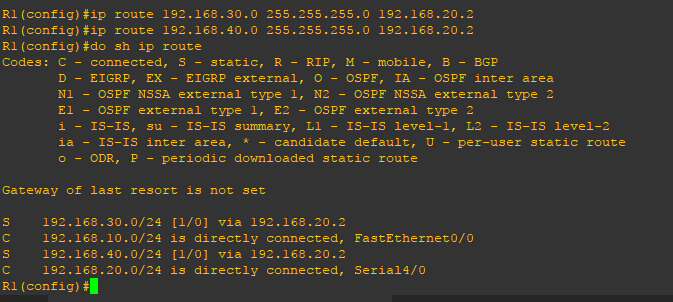 R1(config)#ip route 192.168.30.0 255.255.255.0 192.168.20.2
R1(config)#ip route 192.168.40.0 255.255.255.0 192.168.20.2
R1(config)#do sh ip route
Codes: C - connected, S - static, R - RIP, M - mobile, B - BGP
       D - EIGRP, EX - EIGRP external, O - OSPF, IA - OSPF inter area
       N1 - OSPF NSSA external type 1, N2 - OSPF NSSA external type 2
       E1 - OSPF external type 1, E2 - OSPF external type 2
       i - IS-IS, su - IS-IS summary, L1 - IS-IS level-1, L2 - IS-IS level-2
       ia - IS-IS inter area, * - candidate default, U - per-user static route
       o - ODR, P - periodic downloaded static route
Gateway of last resort is not set
S    192.168.30.0/24 [1/0] via 192.168.20.2
C    192.168.10.0/24 is directly connected, FastEthernet0/0
S    192.168.40.0/24 [1/0] via 192.168.20.2
C    192.168.20.0/24 is directly connected, Serial4/0
R1(config)#